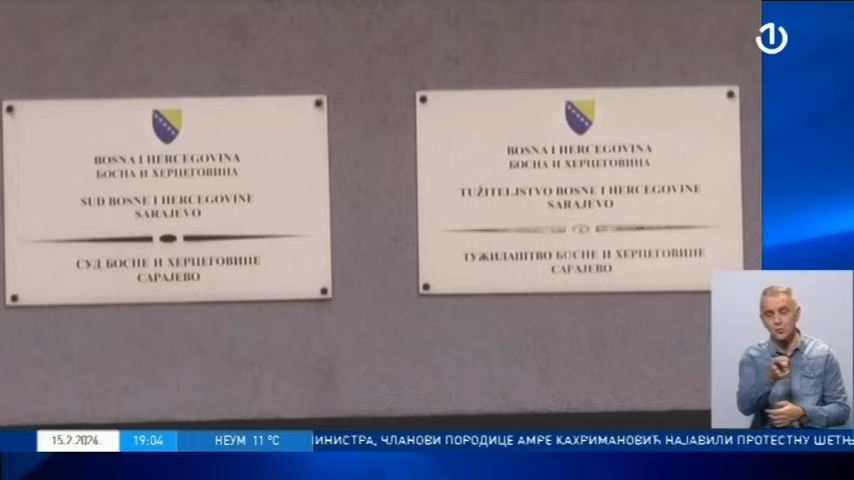 BOSNA I HERCEGOVINA
БОСНА И ХЕРЦЕГОВИНА
SUD BOSNE I HERCEGOVINE
SARAJEVO
СУД БОСНЕ И ХЕРЦЕГОВИНЕ
САРАЈЕВО
BOSNA I HERCEGOVINA
БОСНА И ХЕРЦЕГОВИНА
TUŽITELJSTVO BOSNE I HERCEGOVINE
SARAJEVO
ТУЖИЛАШТВО БОСНЕ И ХЕРЦЕГОВИНЕ
САРАЈЕВО
1
15.2.2024. 19:04 НЕУМ 11 °C ИНИСТРА, ЧЛАНОВИ ПОРОДИЦЕ АМРЕ КАХРИМАНОВИЋ НАЈАВИЛИ ПРОТЕСТНУ ШЕТЊ